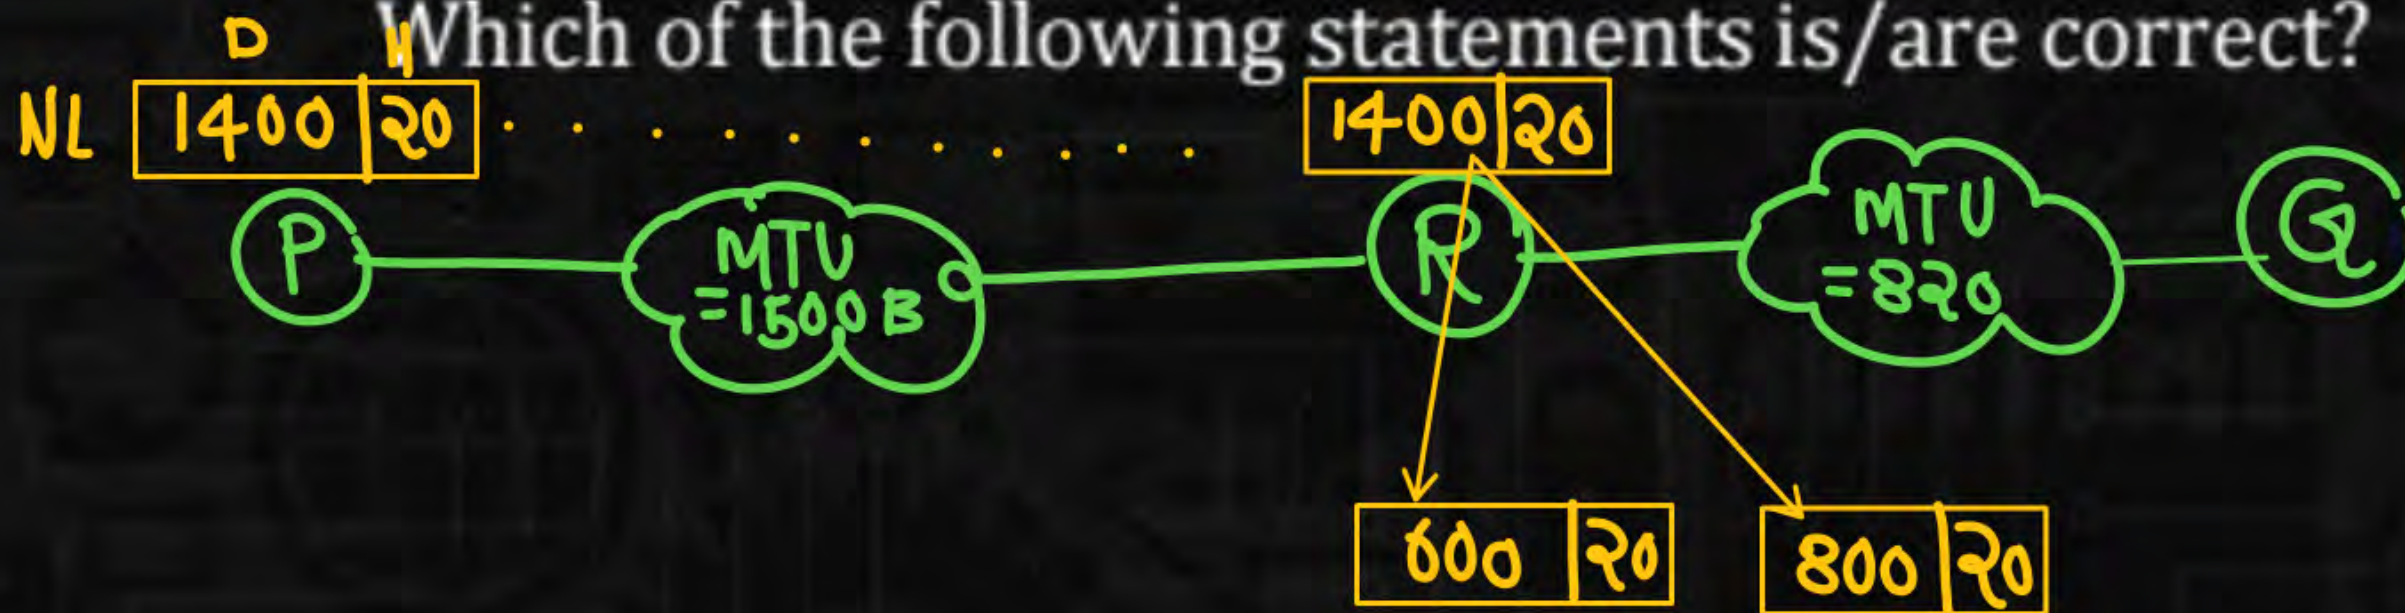 Which of the following statements is/are correct?
D H
NL 1400 20 1400 20
P MTU =1500 B R MTU =820 Q
600 20 800 20